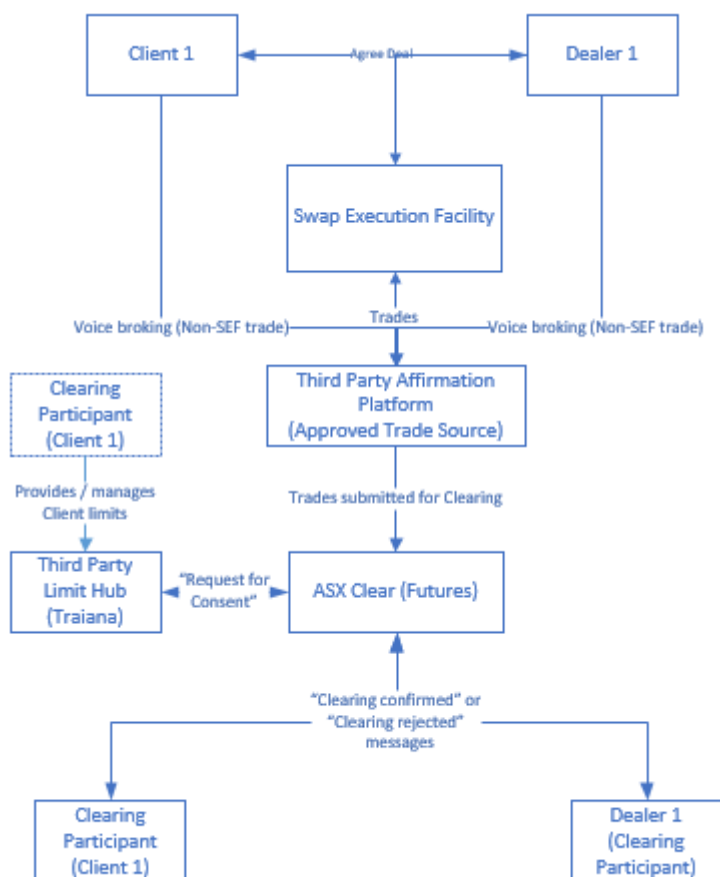 Client 1
Agree Deal
Dealer 1
Swap Execution Facility
Trades
Voice broking (Non-SEF trade)
Voice broking (Non-SEF trade)
Clearing
Participant
(Client 1)
Third Party Affirmation
Platform
(Approved Trade Source)
Provides / manages
Client limits
Trades submitted for Clearing
Third Party
Limit Hub
(Traiana)
“Request for
Consent”
ASX Clear (Futures)
“Clearing confirmed” or
“Clearing rejected”
messages
Clearing
Participant
(Client 1)
Dealer 1
(Clearing
Participant)